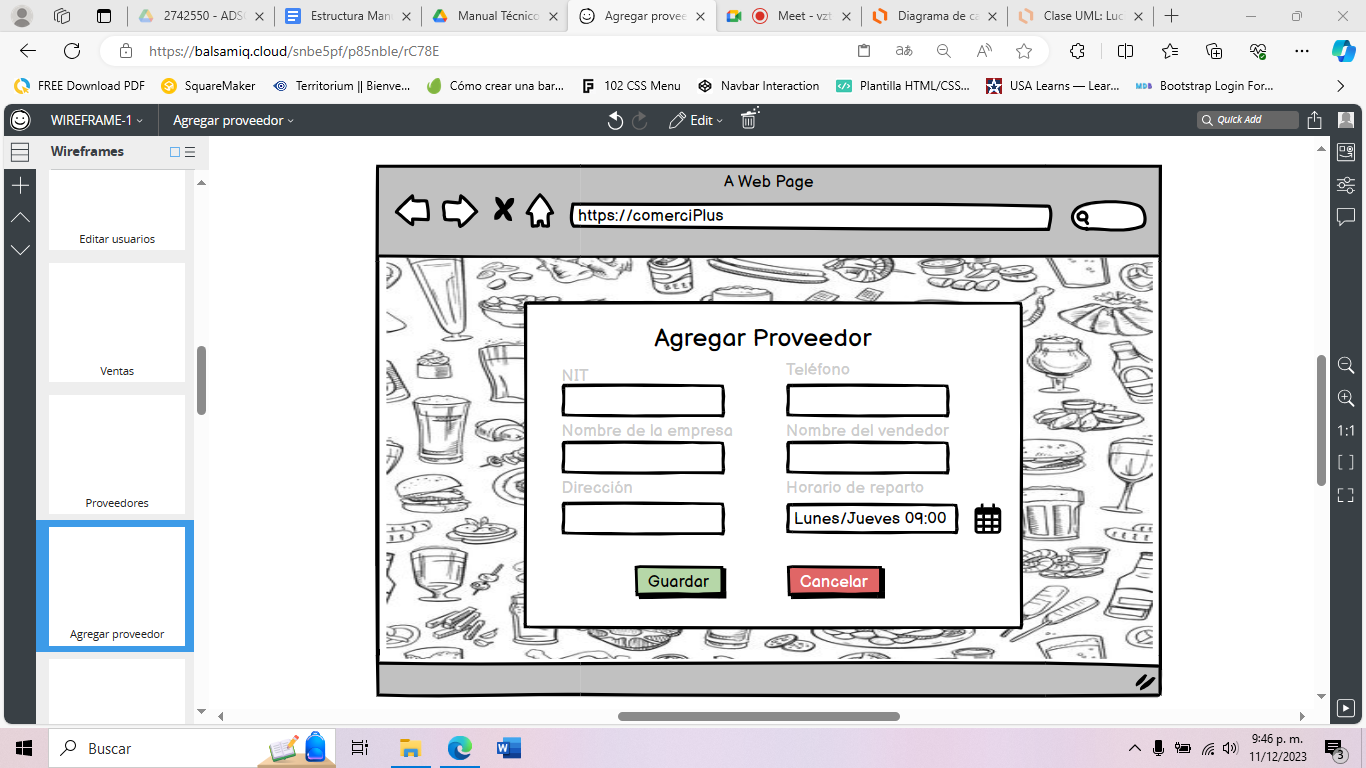 2742550 - ADS
Estructura Man
Manual Técnico
Agregar provee
Meet - vzt
Diagrama de ca
Clase UML: Luc
https://balsamiq.cloud/snbe5pf/p85nble/rC78E
FREE Download PDF
SquareMaker
Territorium || Bienve...
Cómo crear una bar...
102 CSS Menu
Navbar Interaction
Plantilla HTML/CSS...
USA Learns — Lear...
Bootstrap Login For...
WIREFRAME-1
Agregar proveedor
Edit
Quick Add
Wireframes
Editar usuarios
Ventas
Proveedores
Agregar proveedor
A Web Page
https://comerciPlus
Agregar Proveedor
NIT
Teléfono
Nombre de la empresa
Nombre del vendedor
Dirección
Horario de reparto
Lunes/Jueves 09:00
Guardar
Cancelar
1:1
Buscar
9:46 p. m.
11/12/2023
3